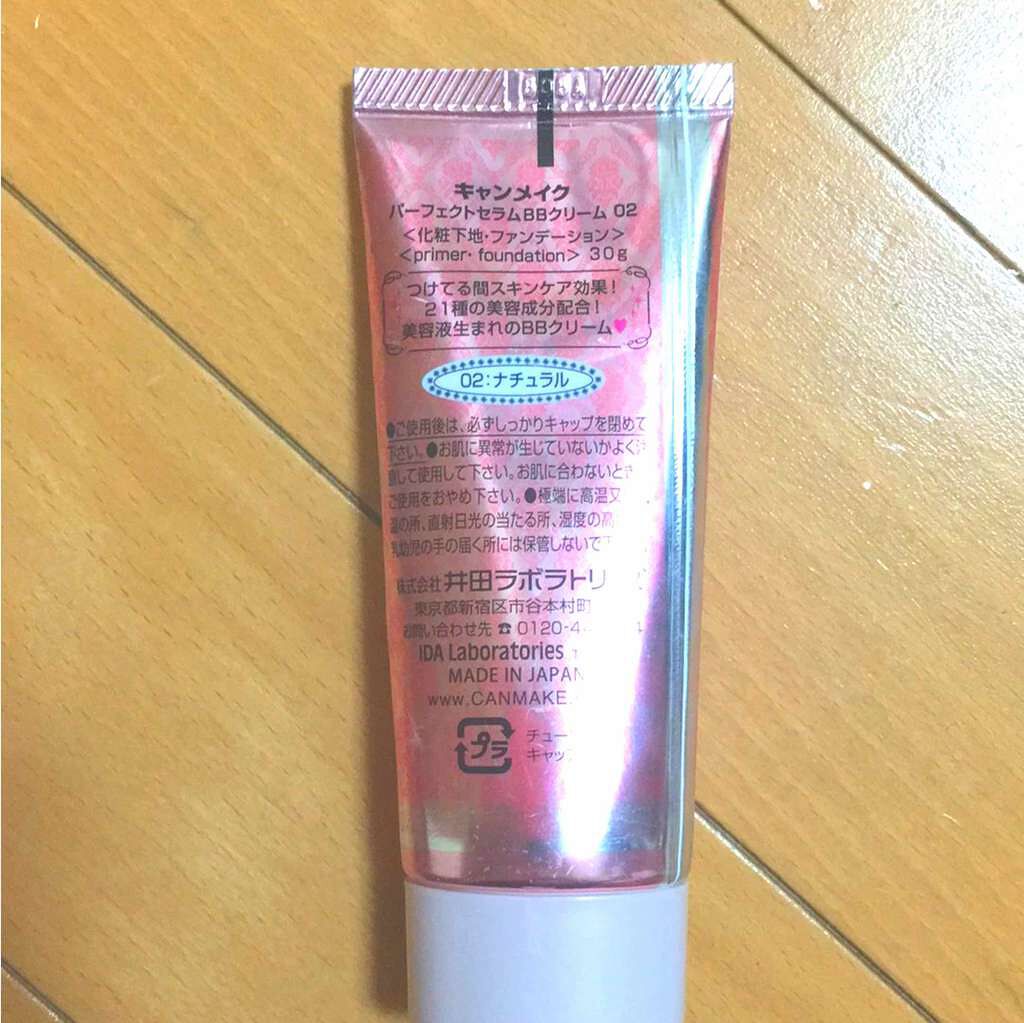 キャンメイク
パーフェクトセラムBBクリーム 02
<化粧下地・ファンデーション>
<primer・foundation> 30g
つけてる間スキンケア効果!
21種の美容成分配合!
美容液生まれのBBクリーム♥
02:ナチュラル
●ご使用後は、必ずしっかりキャップを閉めて
下さい。●お肌に異常が生じていないかよく
して使用して下さい。お肌に合わないとき
ご使用をおやめ下さい。●極端に高温又
の所、直射日光の当たる所、湿度の高
乳幼児の手の届く所には保管しないで下
株式会社 井田ラボラトリ
東京都新宿区市谷本村町
お問い合わせ先 ☎ 0120-4
IDA Laboratories
MADE IN JAPAN
www.CANMAKE.
プラ
チュー
キャッ